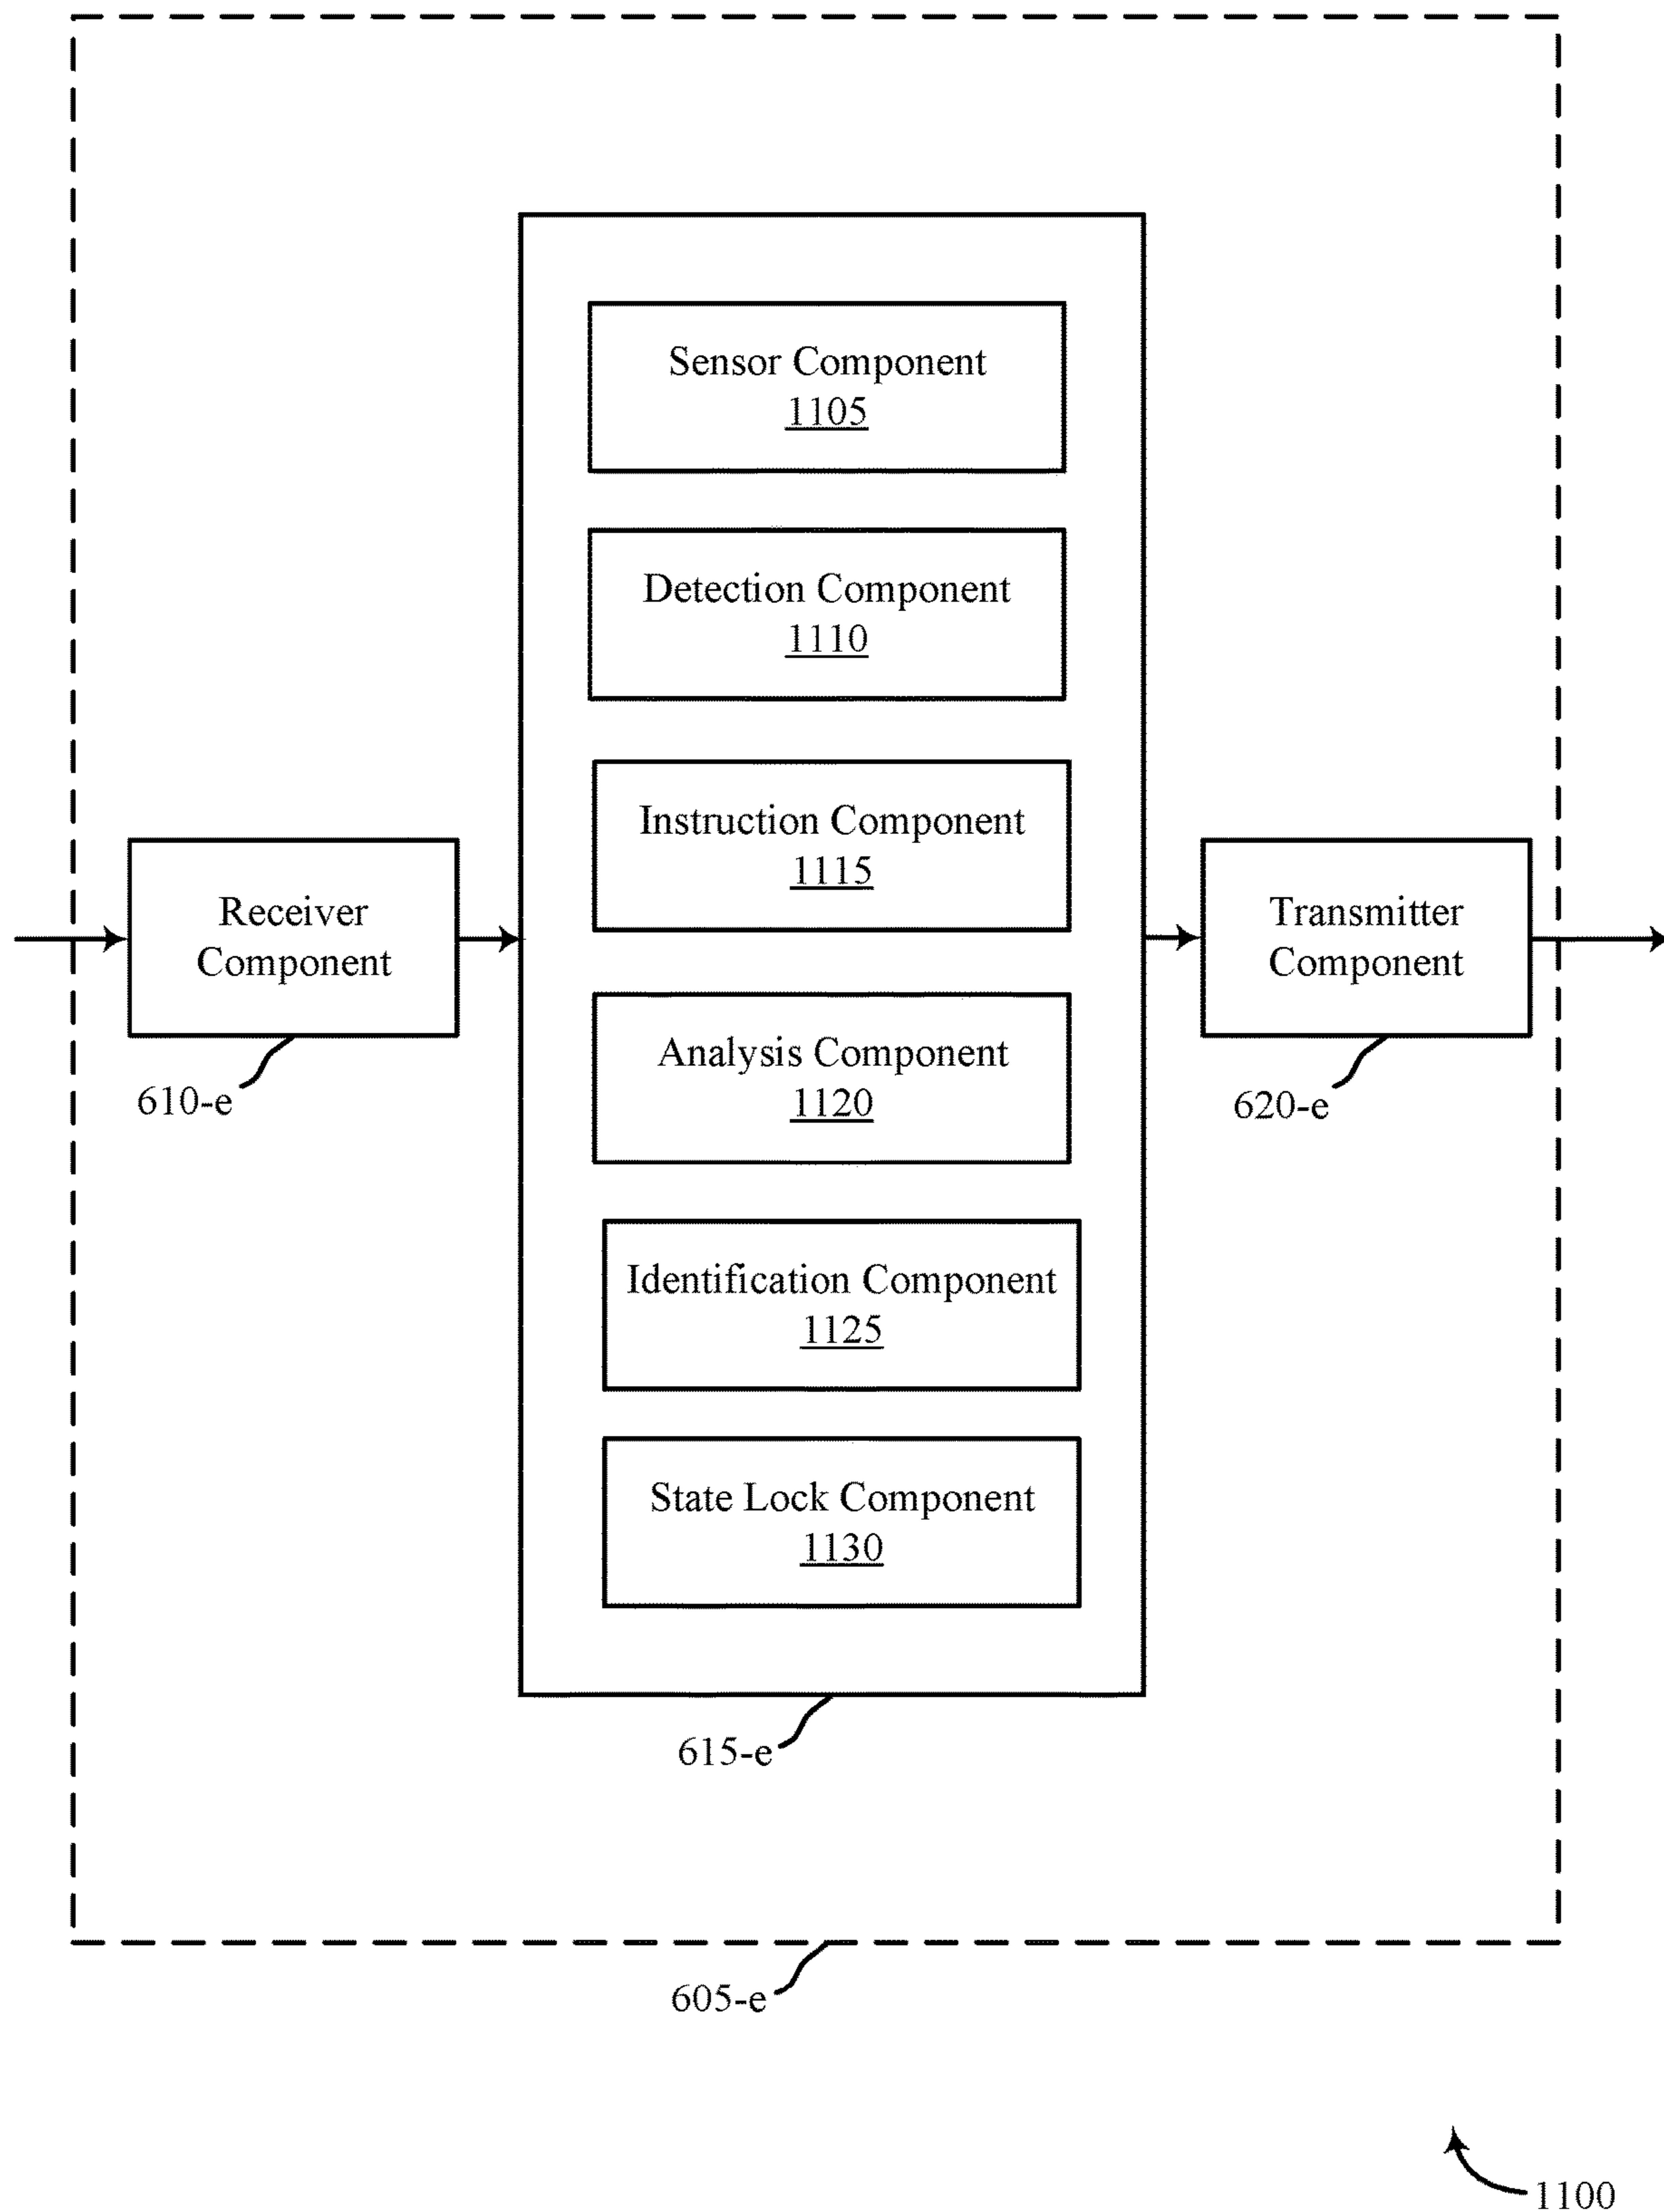 Sensor Component
1105
Detection Component
1110
Instruction Component
1115
Receiver
Component
610-e
Transmitter
Component
620-e
Analysis Component
1120
Identification Component
1125
State Lock Component
1130
615-e
605-e
1100